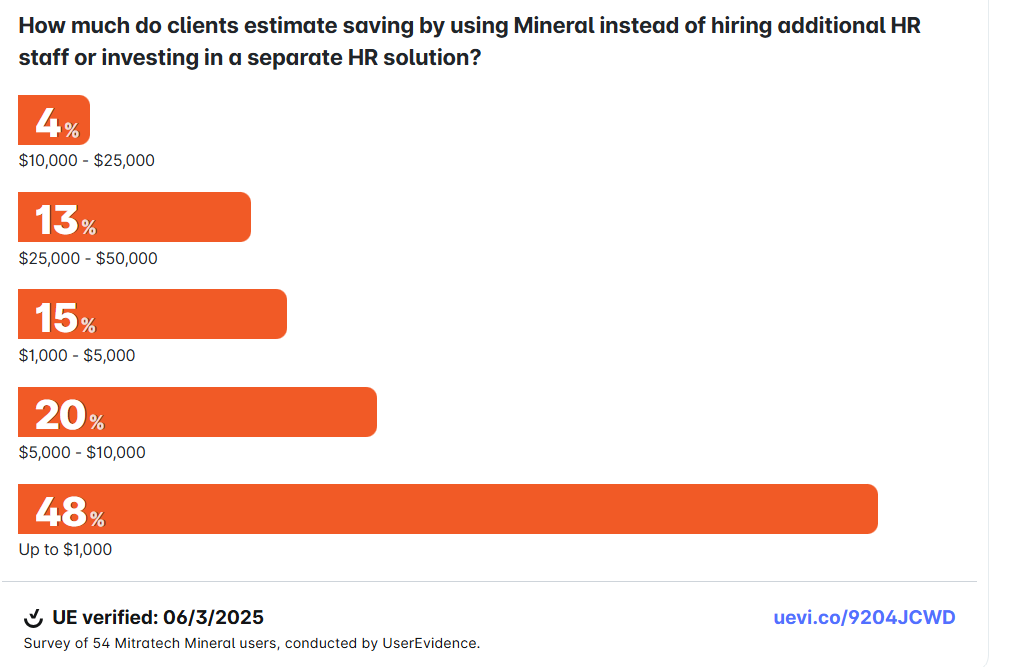 How much do clients estimate saving by using Mineral instead of hiring additional HR
staff or investing in a separate HR solution?
4%
$10,000 - $25,000
13%
$25,000 - $50,000
15%
$1,000 - $5,000
20%
$5,000 - $10,000
48%
Up to $1,000
UE verified: 06/3/2025
uevi.co/9204JCWD
Survey of 54 Mitratech Mineral users, conducted by UserEvidence.